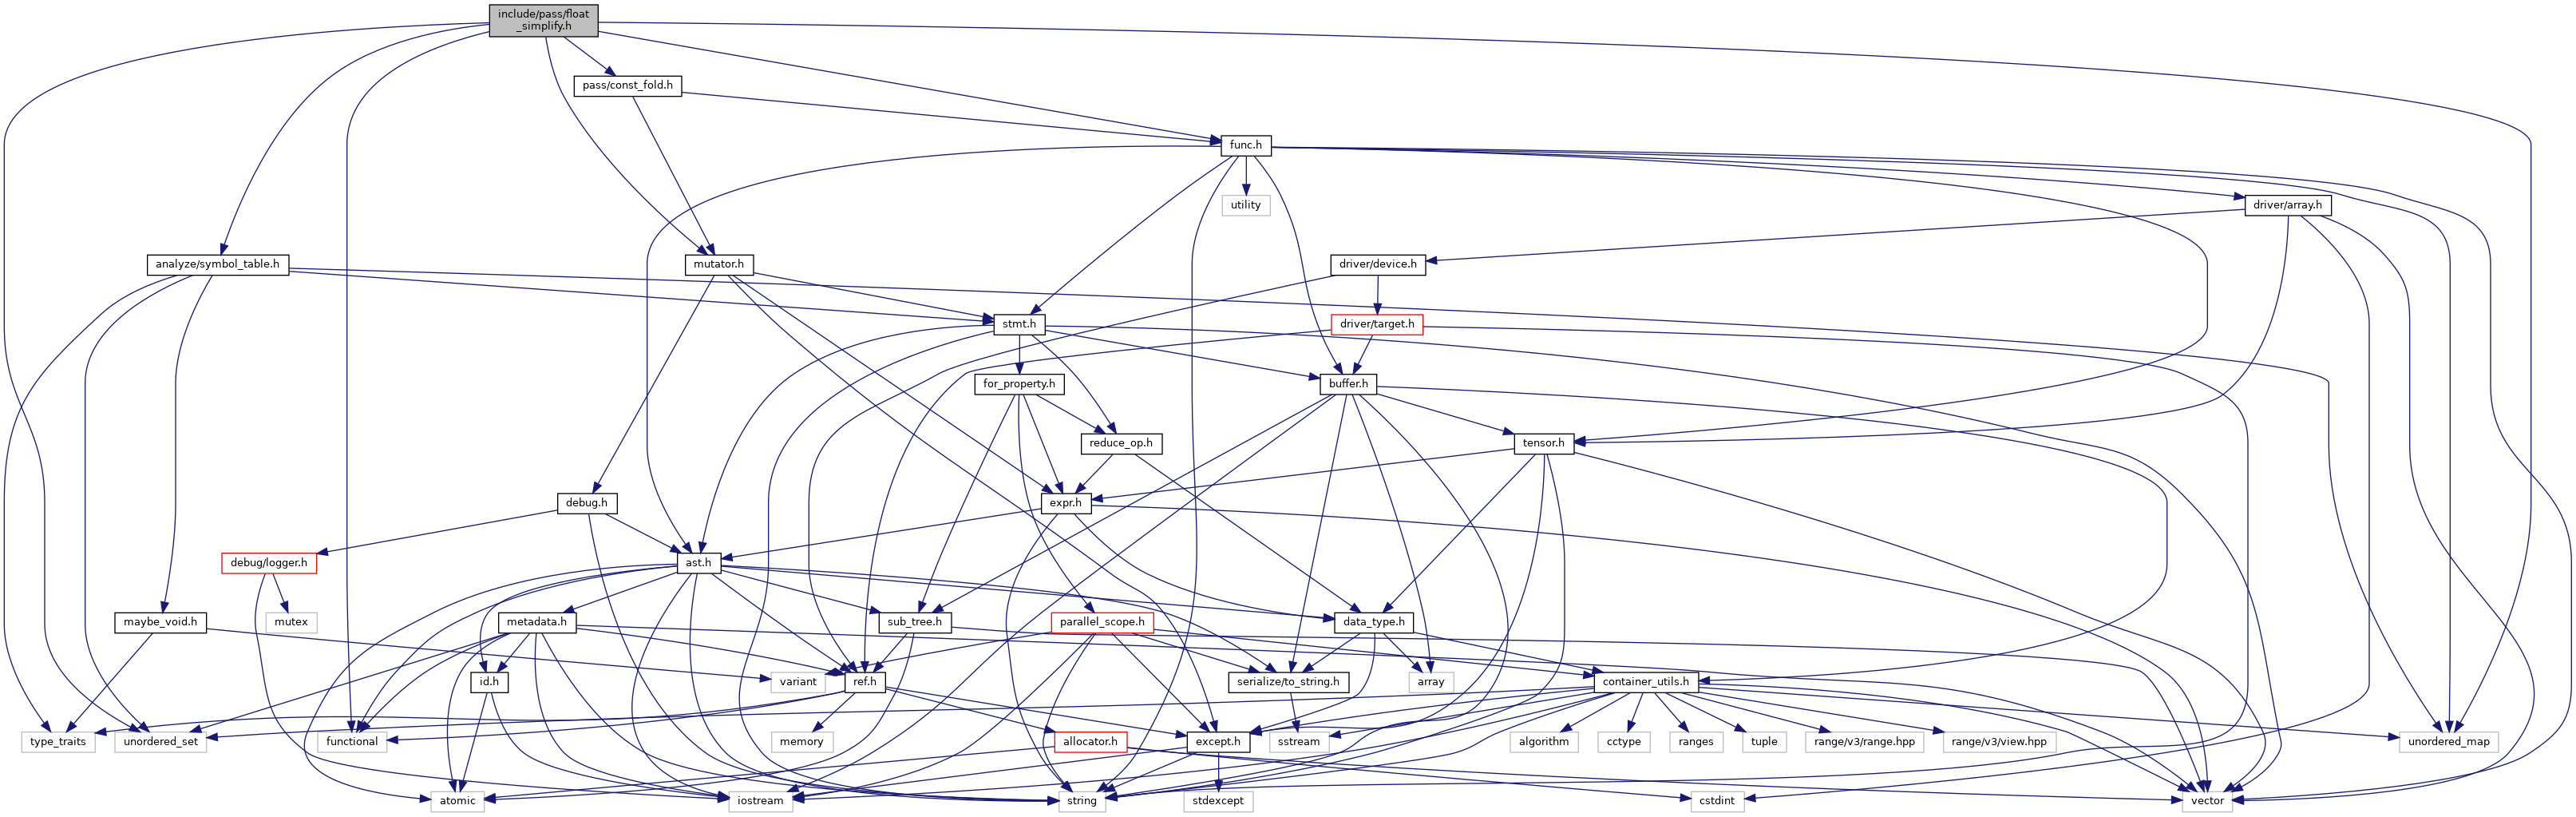 include/pass/float
_simplify.h
pass/const_fold.h
func.h
utility
driver/array.h
analyze/symbol_table.h
mutator.h
driver/device.h
stmt.h
driver/target.h
for_property.h
buffer.h
reduce_op.h
tensor.h
debug.h
expr.h
debug/logger.h
ast.h
mutex
maybe_void.h
metadata.h
sub_tree.h
parallel_scope.h
data_type.h
id.h
variant
ref.h
serialize/to_string.h
array
container_utils.h
type_traits
unordered_set
functional
memory
allocator.h
except.h
sstream
algorithm
cctype
ranges
tuple
range/v3/range.hpp
range/v3/view.hpp
unordered_map
atomic
iostream
string
stdexcept
cstdint
vector